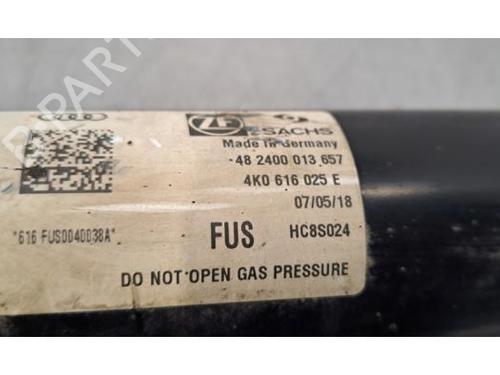 B-PARTS
ZF SACHS
Made in Germany
48 2400 013 657
4K0 616 025 E
07/05/18
*616 FUS0040038A*
FUS HC8S024
DO NOT OPEN GAS PRESSURE